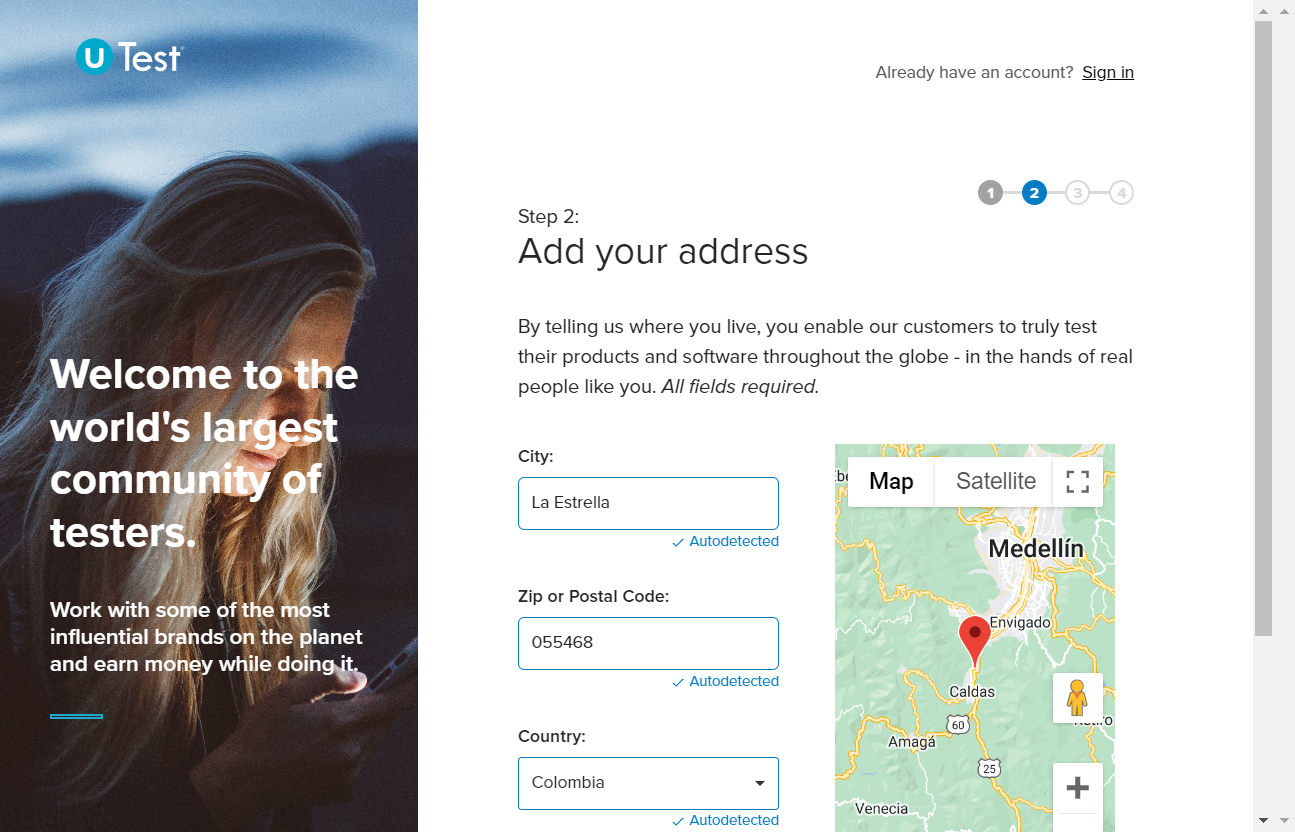 U Test
Already have an account? Sign in
1 2 3 4
Step 2:
Add your address
By telling us where you live, you enable our customers to truly test
their products and software throughout the globe - in the hands of real
people like you. All fields required.
Welcome to the
world's largest
community of
testers.
Work with some of the most
influential brands on the planet
and earn money while doing it.
City:
La Estrella
Autodetected
Zip or Postal Code:
055468
Autodetected
Country:
Colombia
Autodetected
Map Satellite
Medellín
Envigado
Caldas
60
Amagá
25
Venecia